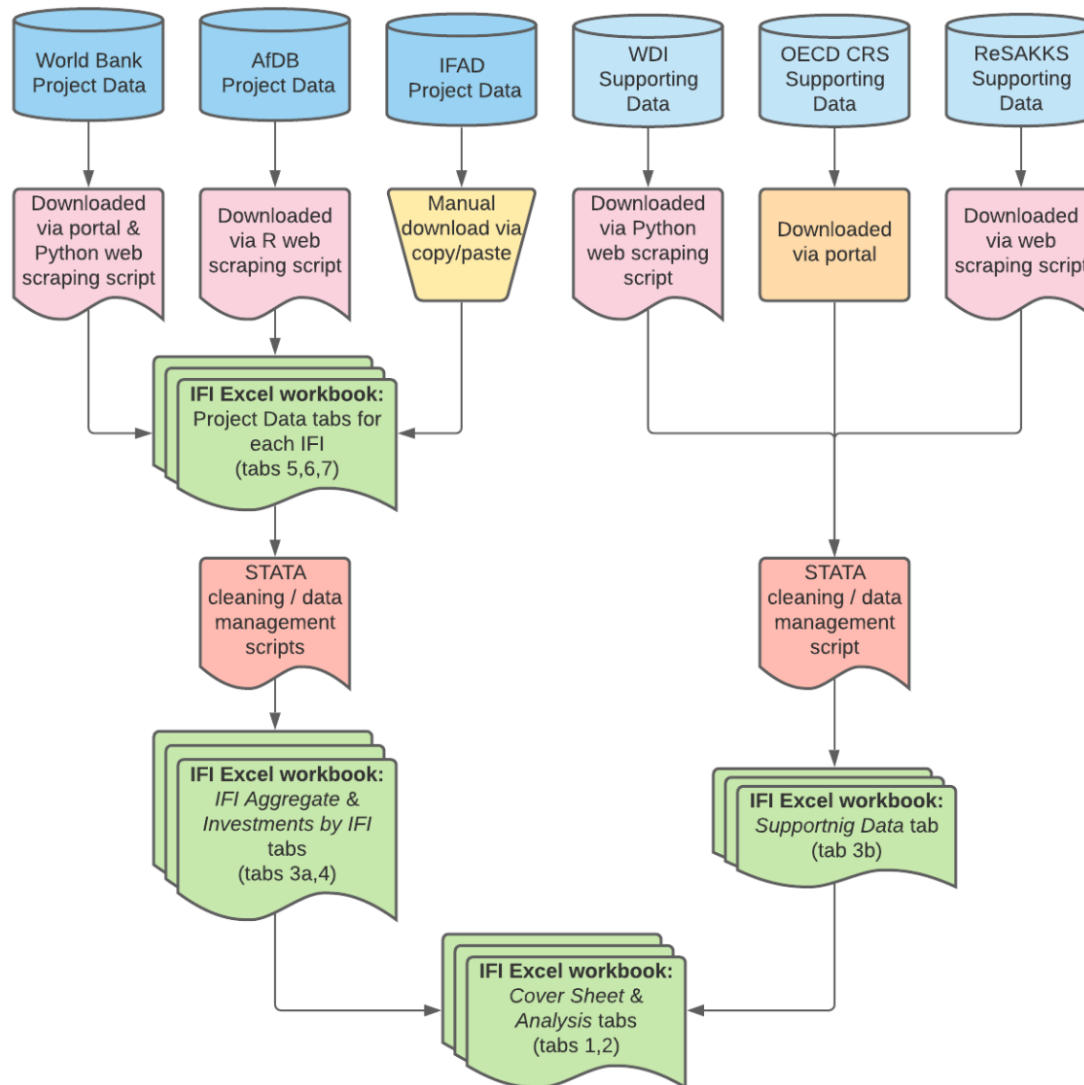 World Bank
Project Data
AfDB
Project Data
IFAD
Project Data
WDI
Supporting
Data
OECD CRS
Supporting
Data
ReSAKKS
Supporting
Data
Downloaded
via portal &
Python web
scraping script
Downloaded
via R web
scraping script
Manual
download via
copy/paste
Downloaded
via Python
web scraping
script
Downloaded
via portal
Downloaded
via web
scraping script
IFI Excel workbook:
Project Data tabs for
each IFI
(tabs 5,6,7)
STATA
cleaning / data
management
scripts
STATA
cleaning / data
management
script
IFI Excel workbook:
IFI Aggregate &
Investments by IFI
tabs
(tabs 3a,4)
IFI Excel workbook:
Supportnig Data tab
(tab 3b)
IFI Excel workbook:
Cover Sheet &
Analysis tabs
(tabs 1,2)